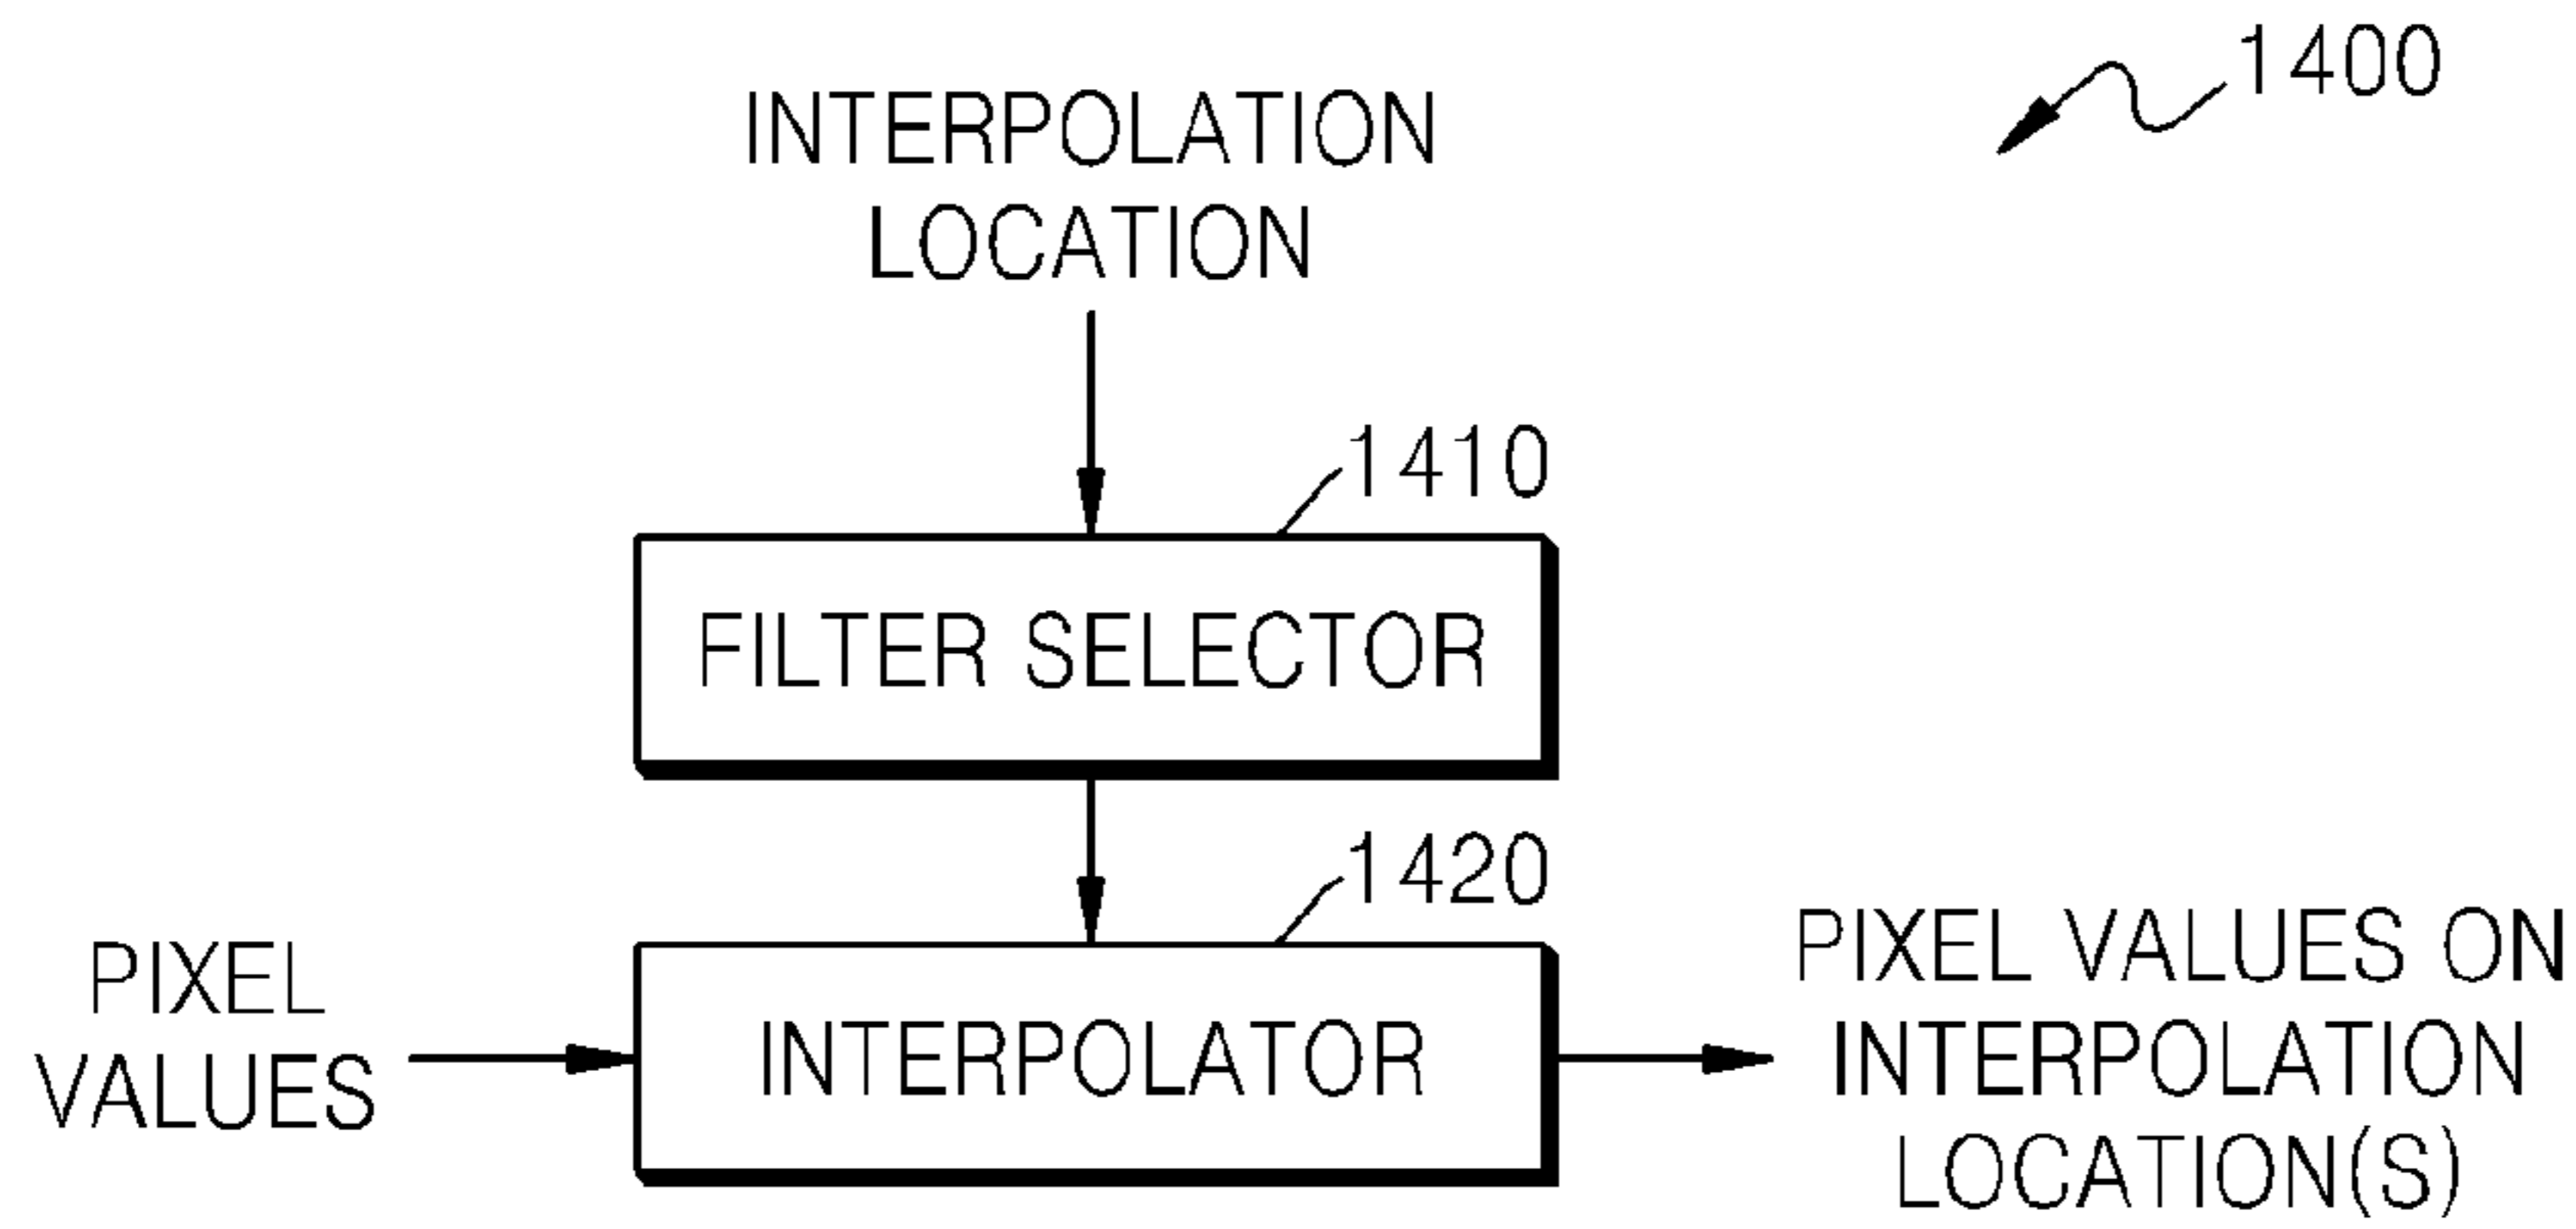 1400
INTERPOLATION
LOCATION
1410
FILTER SELECTOR
1420
PIXEL
VALUES
INTERPOLATOR
PIXEL VALUES ON
INTERPOLATION
LOCATION(S)